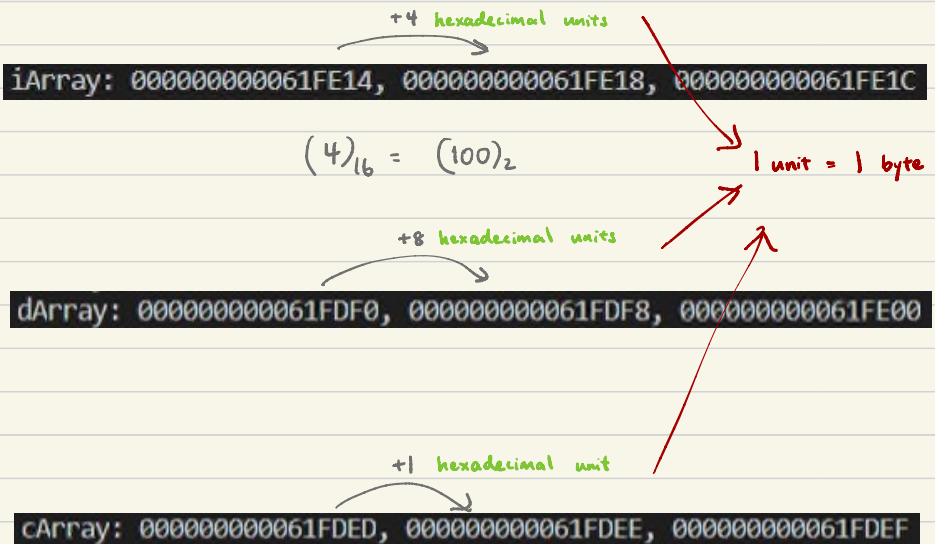 +4 hexadecimal units
iArray: 000000000061FE14, 000000000061FE18, 000000000061FE1C
(4)₁₆ = (100)₂
1 unit = 1 byte
+8 hexadecimal units
dArray: 000000000061FDF0, 000000000061FDF8, 000000000061FE00
+1 hexadecimal unit
cArray: 000000000061FDED, 000000000061FDEE, 000000000061FDEF